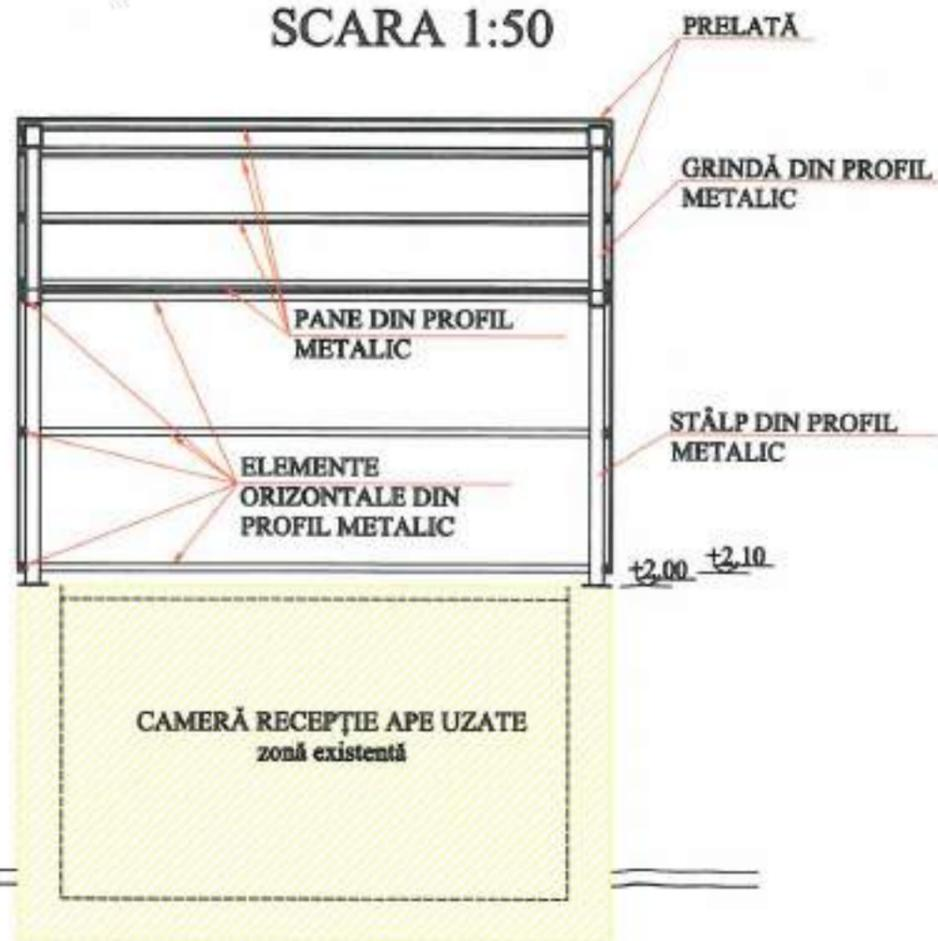 SCARA 1:50
PRELATĂ
GRINDĂ DIN PROFIL
METALIC
PANE DIN PROFIL
METALIC
STÂLP DIN PROFIL
METALIC
ELEMENTE
ORIZONTALE DIN
PROFIL METALIC
+2,00 +2,10
CAMERĂ RECEPȚIE APE UZATE
zonă existentă